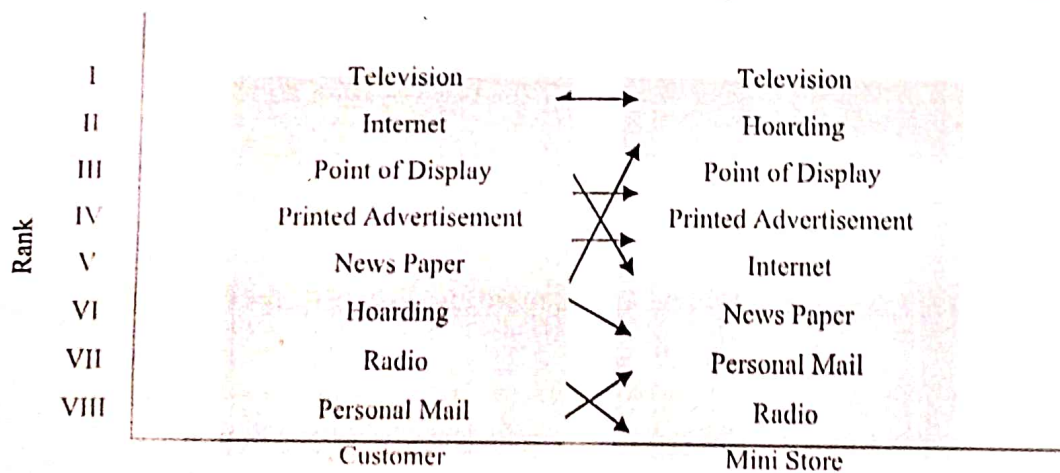 I Television Television
II Internet Hoarding
III Point of Display Point of Display
IV Printed Advertisement Printed Advertisement
V News Paper Internet
VI Hoarding News Paper
VII Radio Personal Mail
VIII Personal Mail Radio
Rank
Customer Mini Store